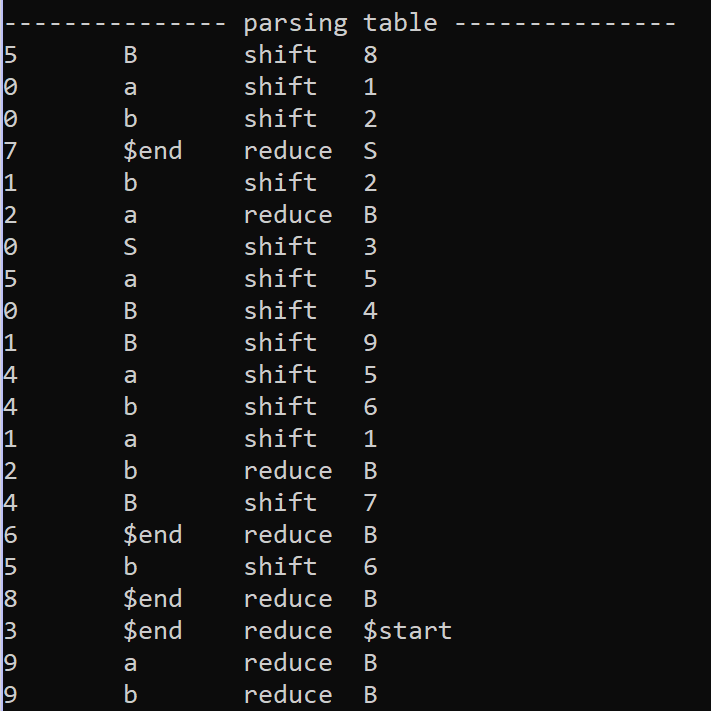 --------------- parsing table ---------------
5 B shift 8
0 a shift 1
0 b shift 2
7 $end reduce S
1 b shift 2
2 a reduce B
0 S shift 3
5 a shift 5
0 B shift 4
1 B shift 9
4 a shift 5
4 b shift 6
1 a shift 1
2 b reduce B
4 B shift 7
6 $end reduce B
5 b shift 6
8 $end reduce B
3 $end reduce $start
9 a reduce B
9 b reduce B